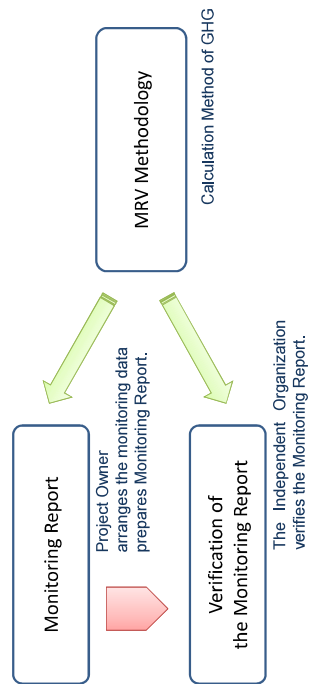 MRV Methodology
Calculation Method of GHG
Monitoring Report
Project Owner
arranges the monitoring data
prepares Monitoring Report.
Verification of
the Monitoring Report
The Independent Organization
verifies the Monitoring Report.